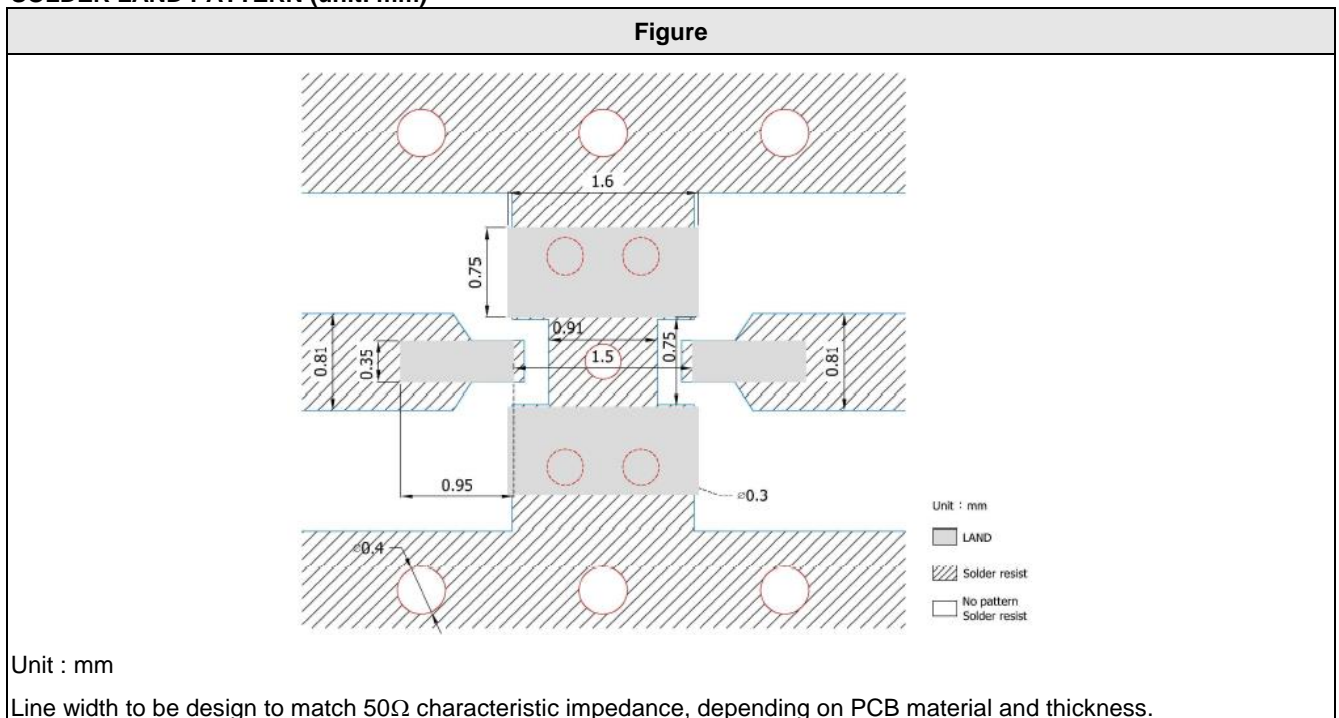 SOLDER LAND PATTERN (unit: mm)
Figure
1.6
0.75
0.91
0.75
1.5
0.81
0.35
0.81
0.95
⌀0.3
⌀0.4
Unit : mm
LAND
Solder resist
No pattern
Solder resist
Unit : mm
Line width to be design to match 50Ω characteristic impedance, depending on PCB material and thickness.